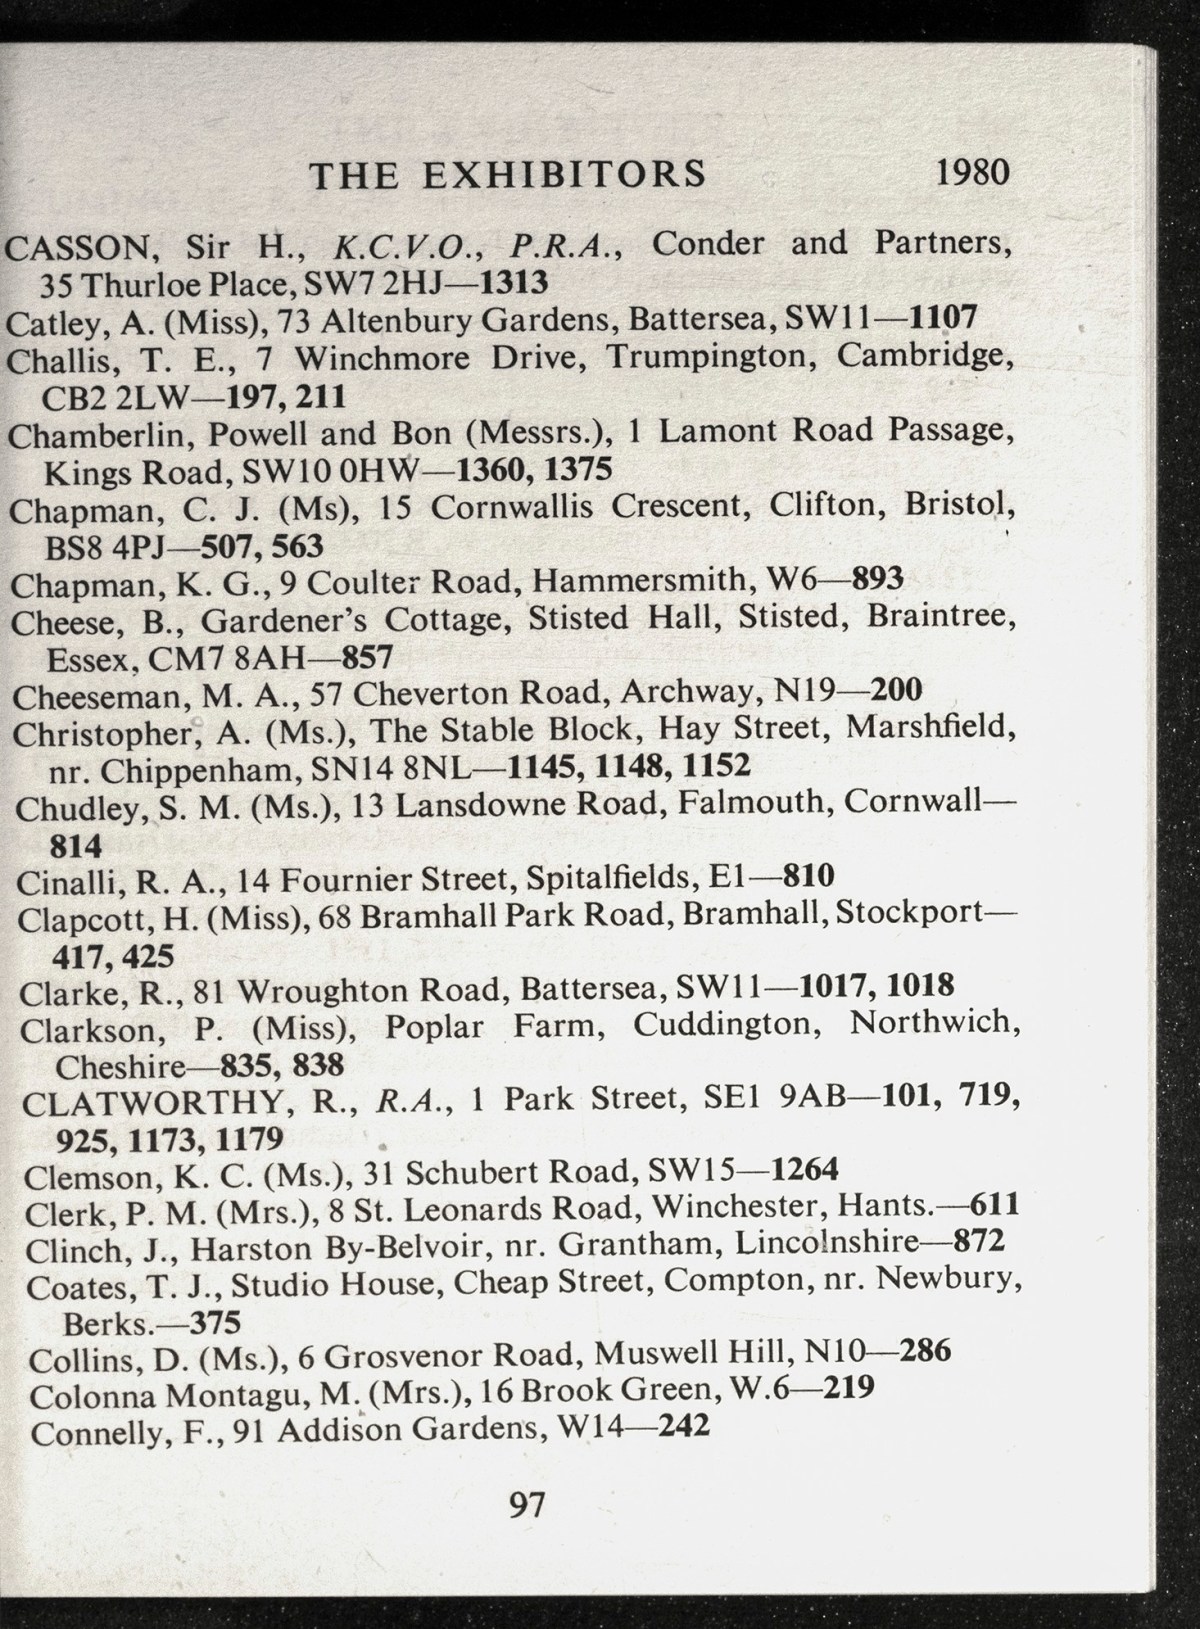 THE EXHIBITORS 1980
CASSON, Sir H., K.C.V.O., P.R.A., Conder and Partners,
35 Thurloe Place, SW7 2HJ—1313
Catley, A. (Miss), 73 Altenbury Gardens, Battersea, SW11—1107
Challis, T. E., 7 Winchmore Drive, Trumpington, Cambridge,
CB2 2LW—197, 211
Chamberlin, Powell and Bon (Messrs.), 1 Lamont Road Passage,
Kings Road, SW10 0HW—1360, 1375
Chapman, C. J. (Ms), 15 Cornwallis Crescent, Clifton, Bristol,
BS8 4PJ—507, 563
Chapman, K. G., 9 Coulter Road, Hammersmith, W6—893
Cheese, B., Gardener's Cottage, Stisted Hall, Stisted, Braintree,
Essex, CM7 8AH—857
Cheeseman, M. A., 57 Cheverton Road, Archway, N19—200
Christopher, A. (Ms.), The Stable Block, Hay Street, Marshfield,
nr. Chippenham, SN14 8NL—1145, 1148, 1152
Chudley, S. M. (Ms.), 13 Lansdowne Road, Falmouth, Cornwall—
814
Cinalli, R. A., 14 Fournier Street, Spitalfields, E1—810
Clapcott, H. (Miss), 68 Bramhall Park Road, Bramhall, Stockport—
417, 425
Clarke, R., 81 Wroughton Road, Battersea, SW11—1017, 1018
Clarkson, P. (Miss), Poplar Farm, Cuddington, Northwich,
Cheshire—835, 838
CLATWORTHY, R., R.A., 1 Park Street, SE1 9AB—101, 719,
925, 1173, 1179
Clemson, K. C. (Ms.), 31 Schubert Road, SW15—1264
Clerk, P. M. (Mrs.), 8 St. Leonards Road, Winchester, Hants.—611
Clinch, J., Harston By-Belvoir, nr. Grantham, Lincolnshire—872
Coates, T. J., Studio House, Cheap Street, Compton, nr. Newbury,
Berks.—375
Collins, D. (Ms.), 6 Grosvenor Road, Muswell Hill, N10—286
Colonna Montagu, M. (Mrs.), 16 Brook Green, W.6—219
Connelly, F., 91 Addison Gardens, W14—242
97